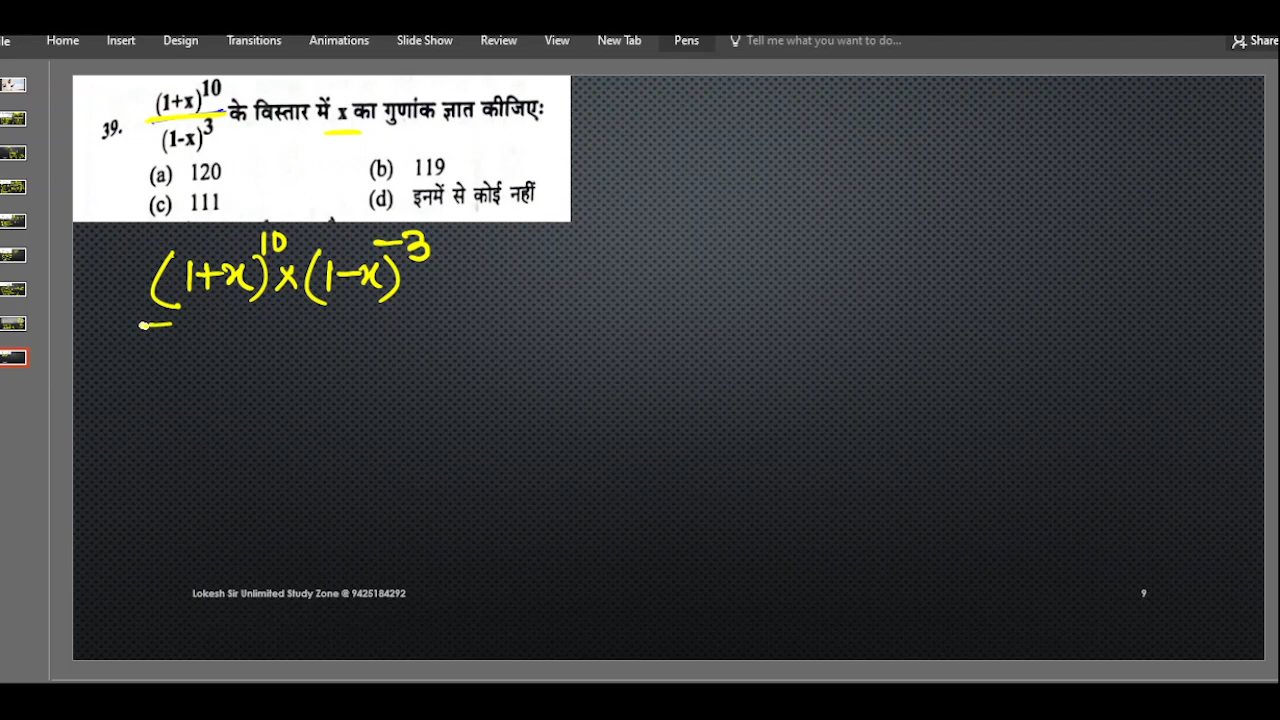 le Home Insert Design Transitions Animations Slide Show Review View New Tab Pens Tell me what you want to do... Share
39. (1+x)^10 / (1-x)^3 के विस्तार में x का गुणांक ज्ञात कीजिएः
(a) 120 (b) 119
(c) 111 (d) इनमें से कोई नहीं
(1+x)^10 × (1-x)^-3
Lokesh Sir Unlimited Study Zone @ 9425184292 9